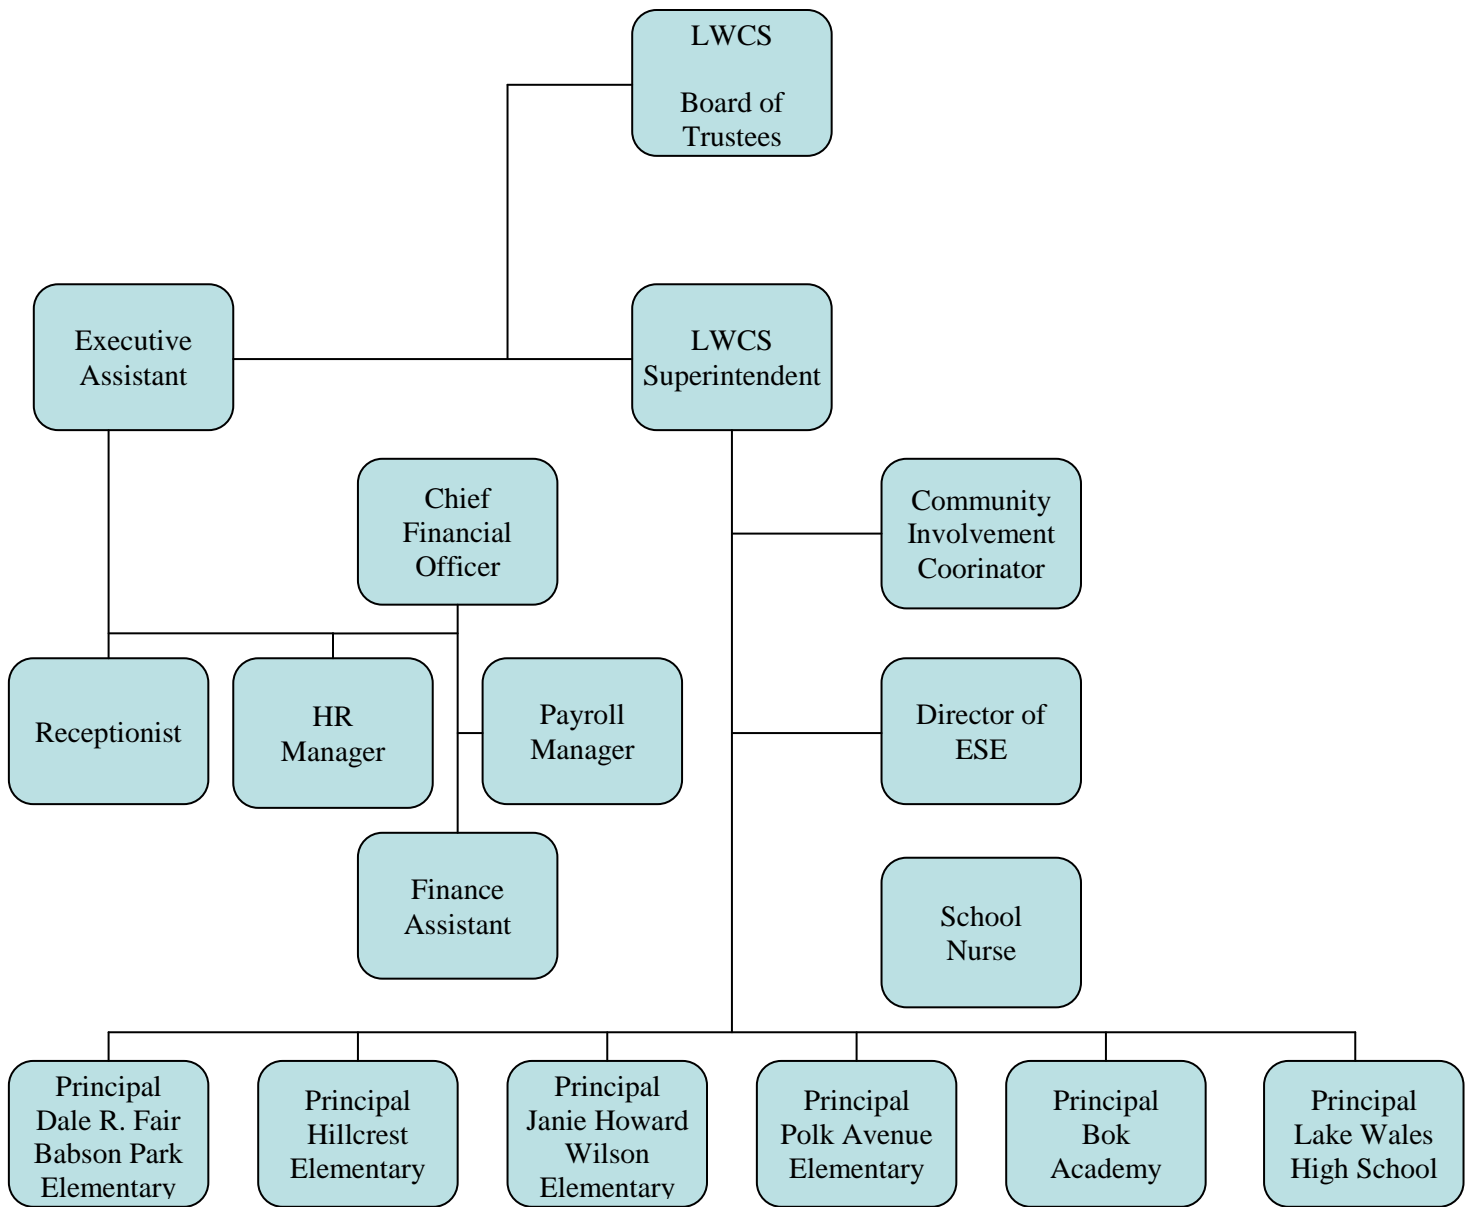 LWCS
Board of
Trustees
Executive
Assistant
LWCS
Superintendent
Chief
Financial
Officer
Community
Involvement
Coorinator
Receptionist
HR
Manager
Payroll
Manager
Director of
ESE
Finance
Assistant
School
Nurse
Principal
Dale R. Fair
Babson Park
Elementary
Principal
Hillcrest
Elementary
Principal
Janie Howard
Wilson
Elementary
Principal
Polk Avenue
Elementary
Principal
Bok
Academy
Principal
Lake Wales
High School